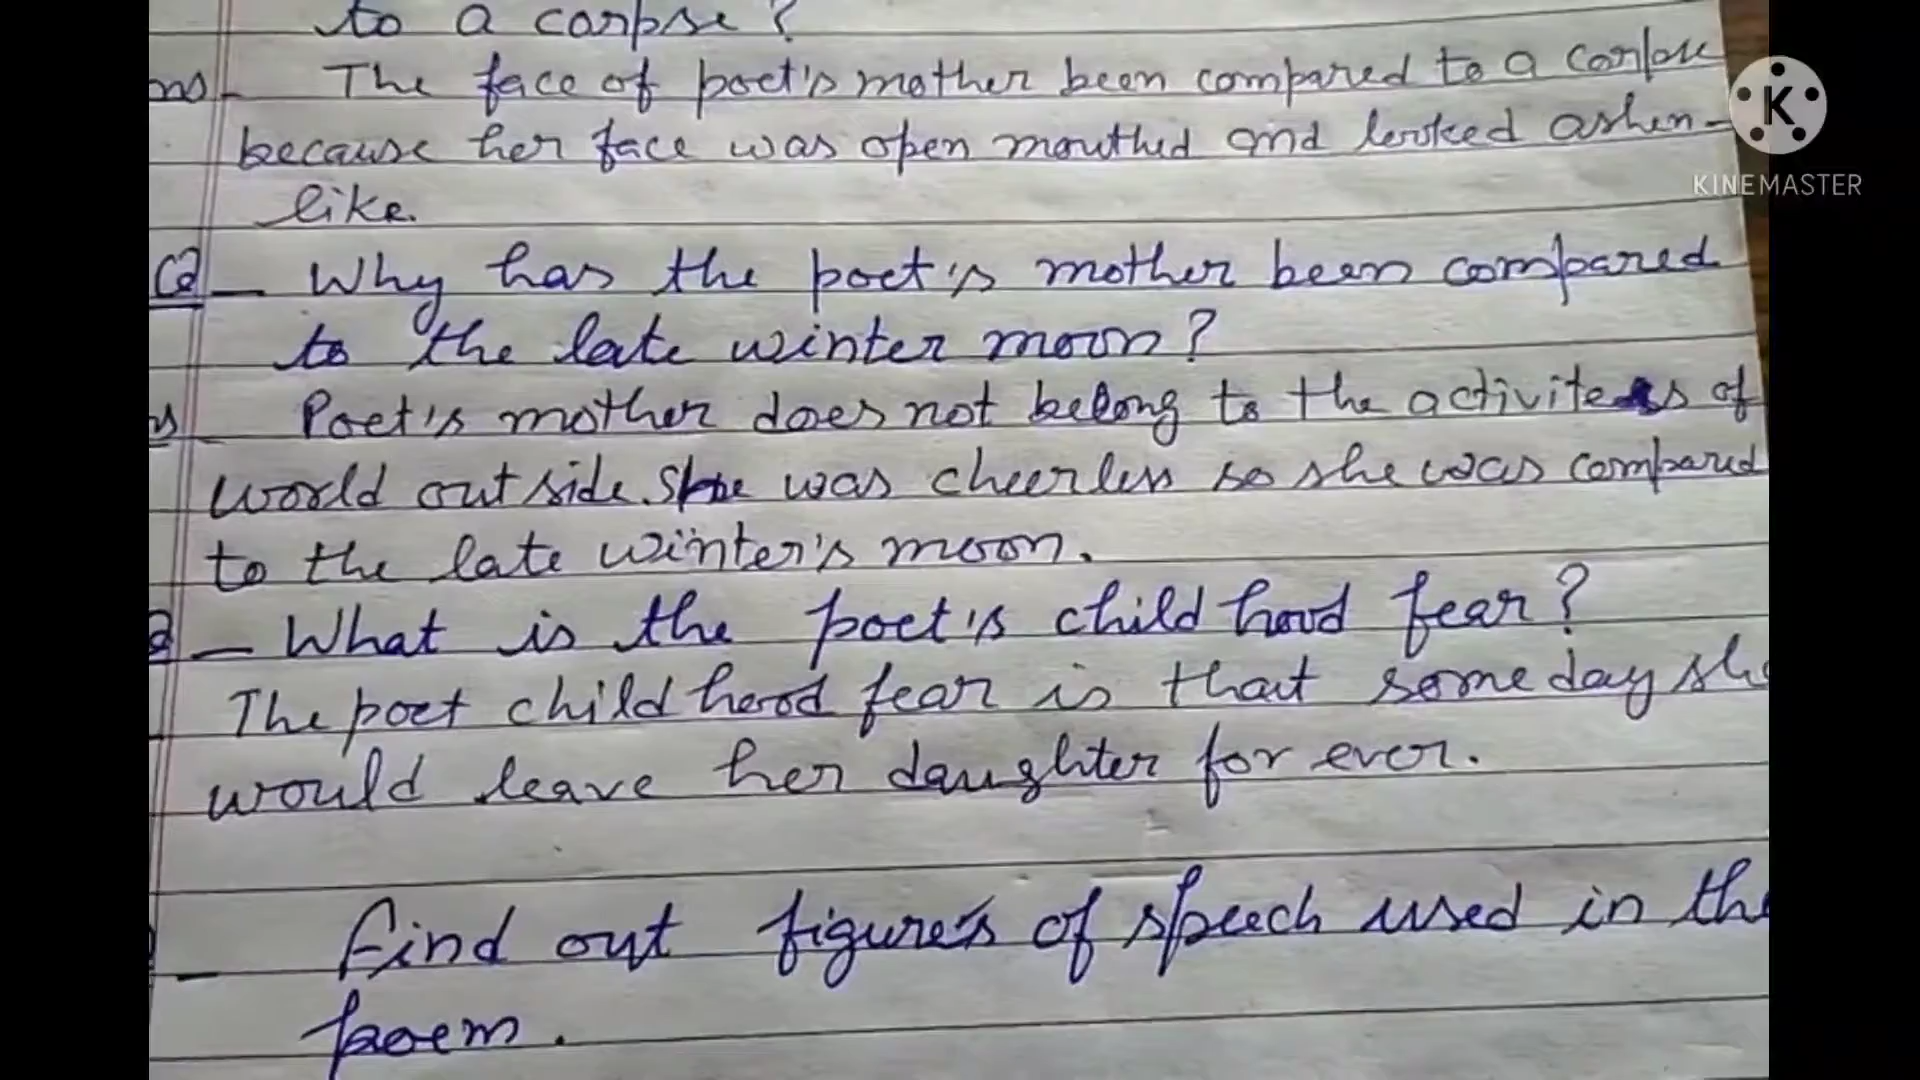 to a corpse?
ns - The face of poet's mother been compared to a corpse
because her face was open mouthed and looked ashen-
like.
Q - Why has the poet's mother been compared
to the late winter moon?
s - Poet's mother does not belong to the activites of
world outside. She was cheerless so she was compared
to the late winter's moon.
Q - What is the poet's child hood fear?
The poet child hood fear is that some day she
would leave her daughter for ever.
- Find out figure's of speech used in the
poem.
K
KINEMASTER